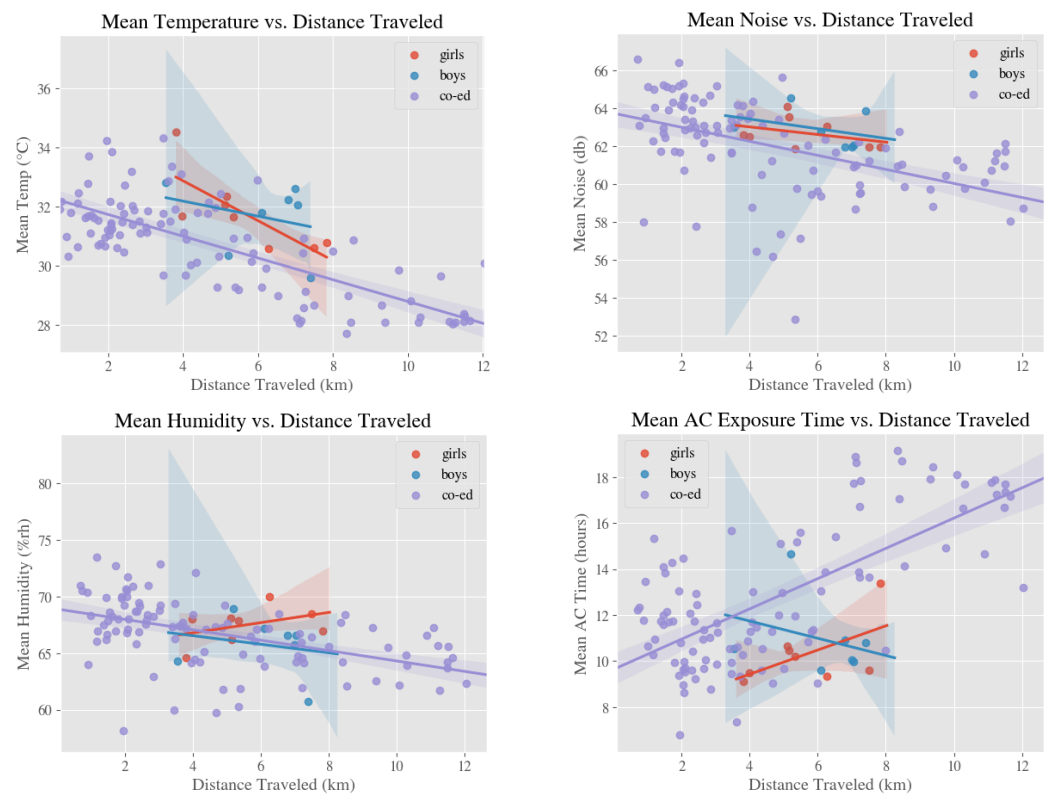 Mean Temperature vs. Distance Traveled
girls
boys
co-ed
36
34
32
30
28
Mean Temp (°C)
2 4 6 8 10 12
Distance Traveled (km)
Mean Noise vs. Distance Traveled
girls
boys
co-ed
66
64
62
60
58
56
54
52
Mean Noise (db)
2 4 6 8 10 12
Distance Traveled (km)
Mean Humidity vs. Distance Traveled
girls
boys
co-ed
80
75
70
65
60
Mean Humidity (%rh)
2 4 6 8 10 12
Distance Traveled (km)
Mean AC Exposure Time vs. Distance Traveled
girls
boys
co-ed
18
16
14
12
10
8
Mean AC Time (hours)
2 4 6 8 10 12
Distance Traveled (km)